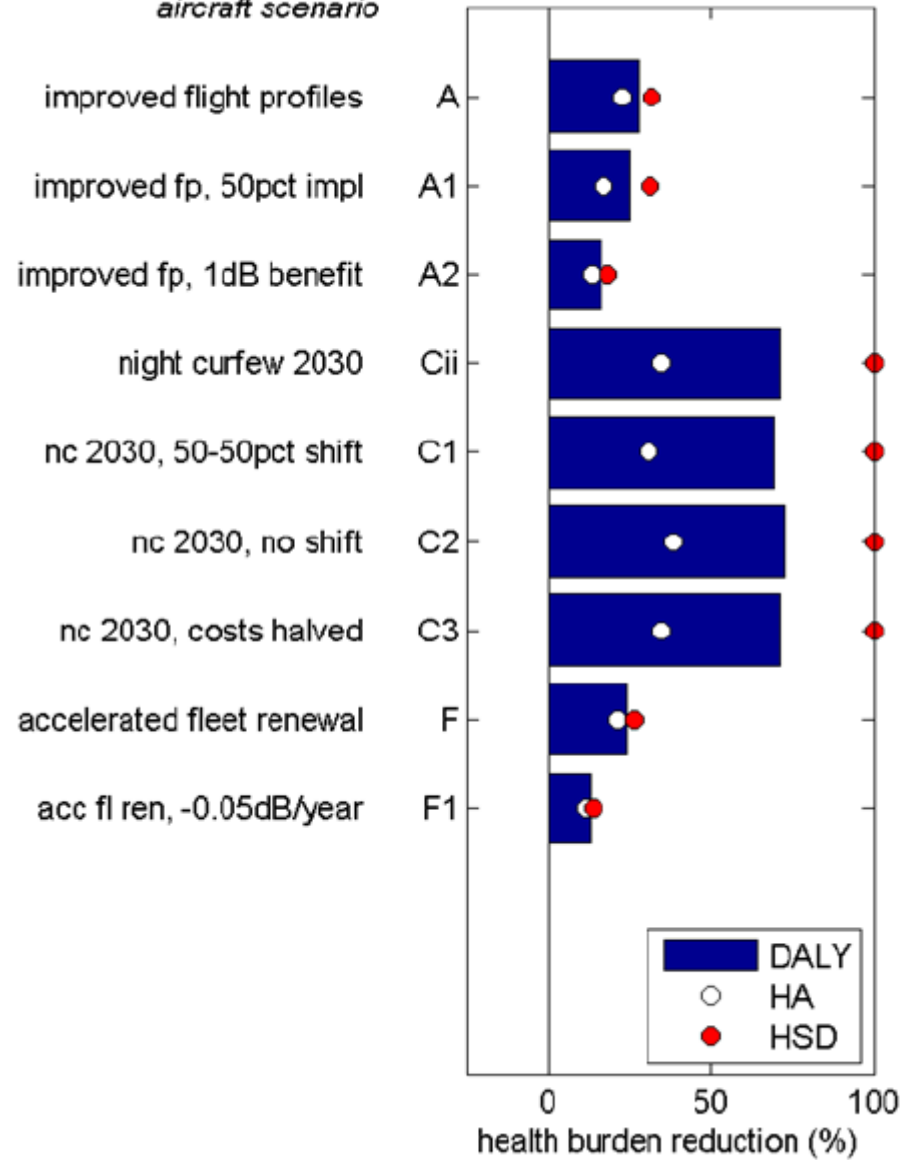 aircraft scenario
improved flight profiles A
improved fp, 50pct impl A1
improved fp, 1dB benefit A2
night curfew 2030 Cii
nc 2030, 50-50pct shift C1
nc 2030, no shift C2
nc 2030, costs halved C3
accelerated fleet renewal F
acc fl ren, -0.05dB/year F1
DALY
HA
HSD
0 50 100
health burden reduction (%)